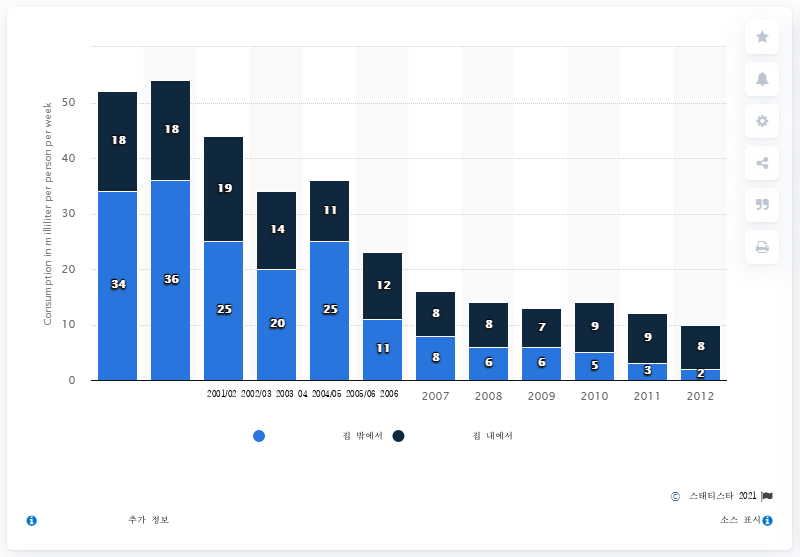 Consumption in milliliter per person per week
50
40
30
20
10
0
18 18 19 14 11 12 8 8 7 9 9 8
34 36 25 20 25 11 8 6 6 5 3 2
2001/02 2002/03 2003 04 2004/05 2005/06 2006 2007 2008 2009 2010 2011 2012
집 밖에서 집 내에서
© 스태티스타 2021
추가 정보 소스 표시